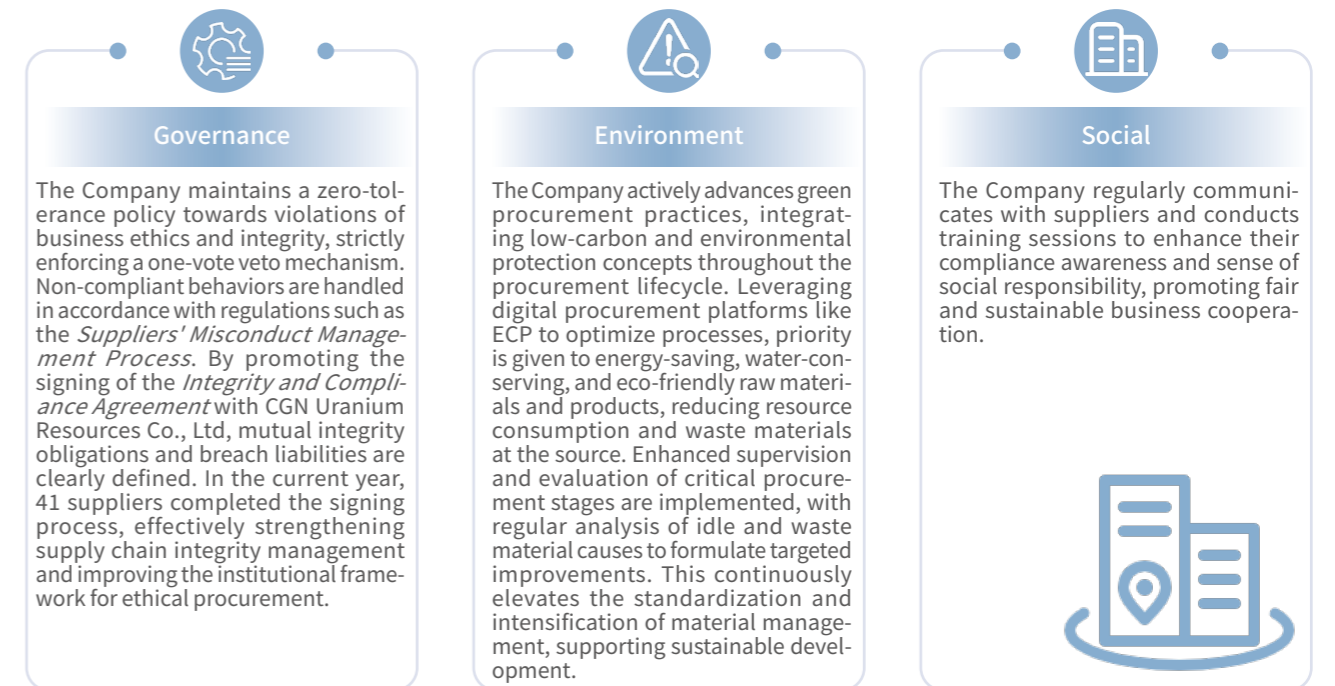 Governance
The Company maintains a zero-tol-
erance policy towards violations of
business ethics and integrity, strictly
enforcing a one-vote veto mechanism.
Non-compliant behaviors are handled
in accordance with regulations such as
the Suppliers' Misconduct Manage-
ment Process. By promoting the
signing of the Integrity and Compli-
ance Agreement with CGN Uranium
Resources Co., Ltd, mutual integrity
obligations and breach liabilities are
clearly defined. In the current year,
41 suppliers completed the signing
process, effectively strengthening
supply chain integrity management
and improving the institutional frame-
work for ethical procurement.
Environment
The Company actively advances green
procurement practices, integrat-
ing low-carbon and environmental
protection concepts throughout the
procurement lifecycle. Leveraging
digital procurement platforms like
ECP to optimize processes, priority
is given to energy-saving, water-con-
serving, and eco-friendly raw materi-
als and products, reducing resource
consumption and waste materials
at the source. Enhanced supervision
and evaluation of critical procure-
ment stages are implemented, with
regular analysis of idle and waste
material causes to formulate targeted
improvements. This continuously
elevates the standardization and
intensification of material manage-
ment, supporting sustainable devel-
opment.
Social
The Company regularly communi-
cates with suppliers and conducts
training sessions to enhance their
compliance awareness and sense of
social responsibility, promoting fair
and sustainable business coopera-
tion.